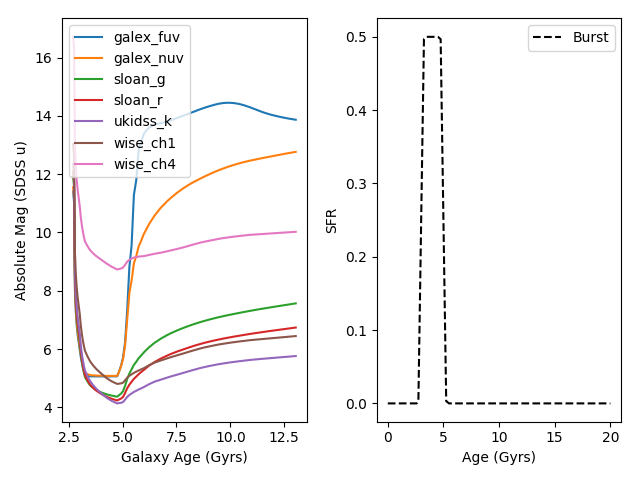 galex_fuv
galex_nuv
sloan_g
sloan_r
ukidss_k
wise_ch1
wise_ch4
16
14
12
10
8
6
4
Absolute Mag (SDSS u)
2.5 5.0 7.5 10.0 12.5
Galaxy Age (Gyrs)
Burst
0.5
0.4
0.3
0.2
0.1
0.0
SFR
0 5 10 15 20
Age (Gyrs)